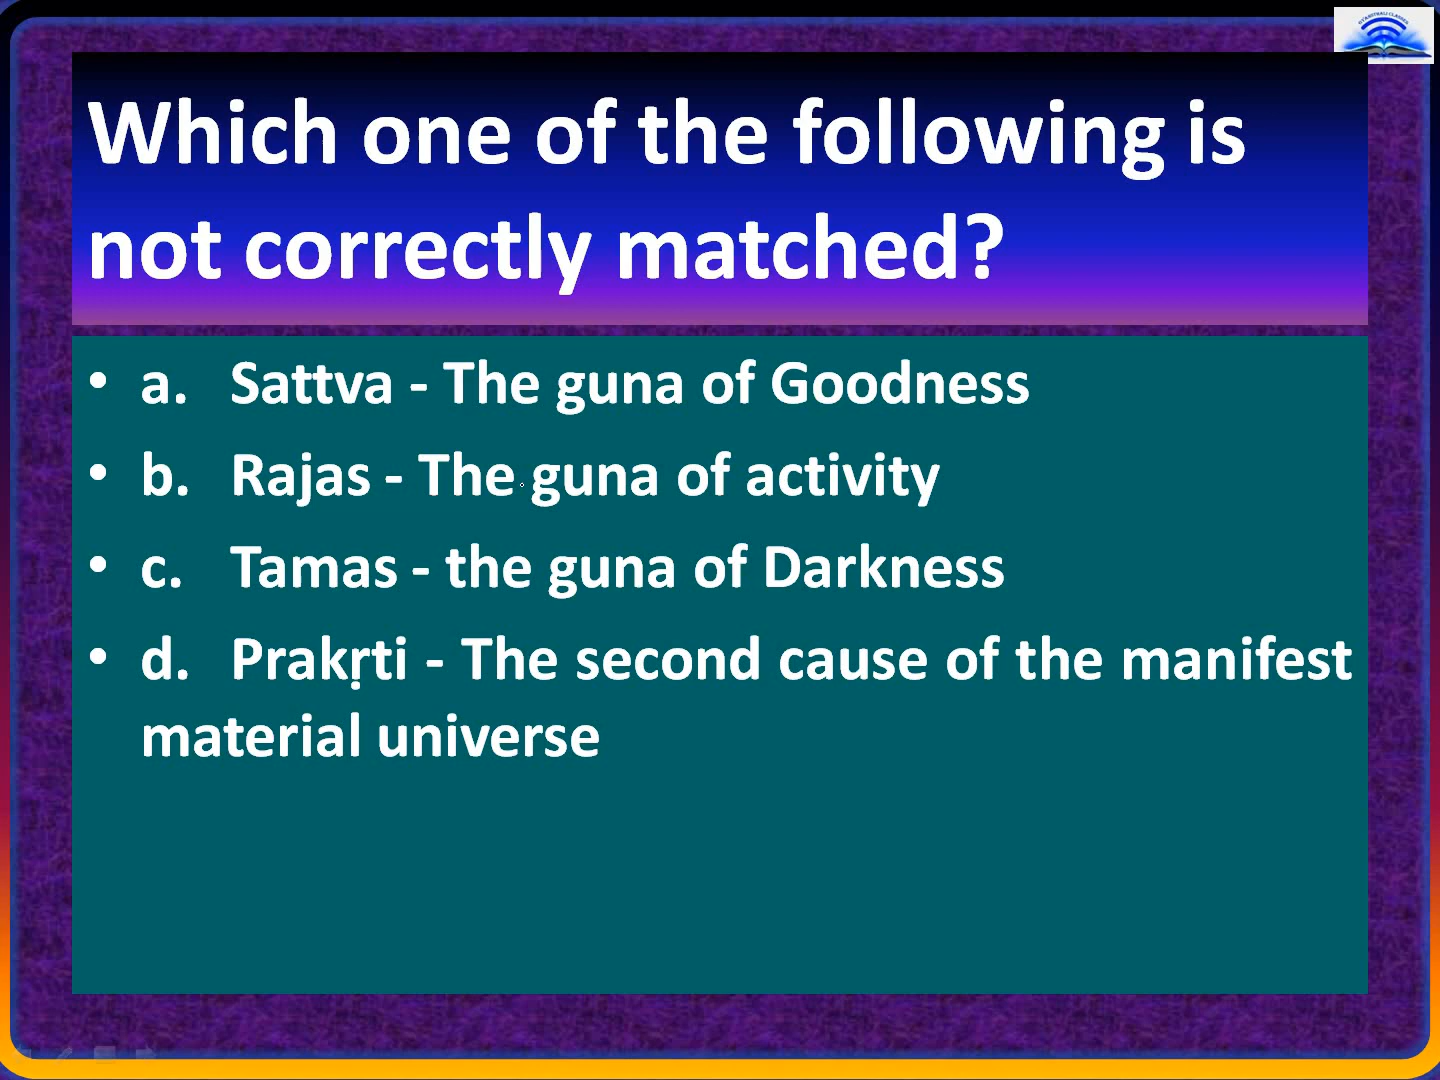 Which one of the following is
not correctly matched?
• a. Sattva - The guna of Goodness
• b. Rajas - The guna of activity
• c. Tamas - the guna of Darkness
• d. Prakṛti - The second cause of the manifest
material universe